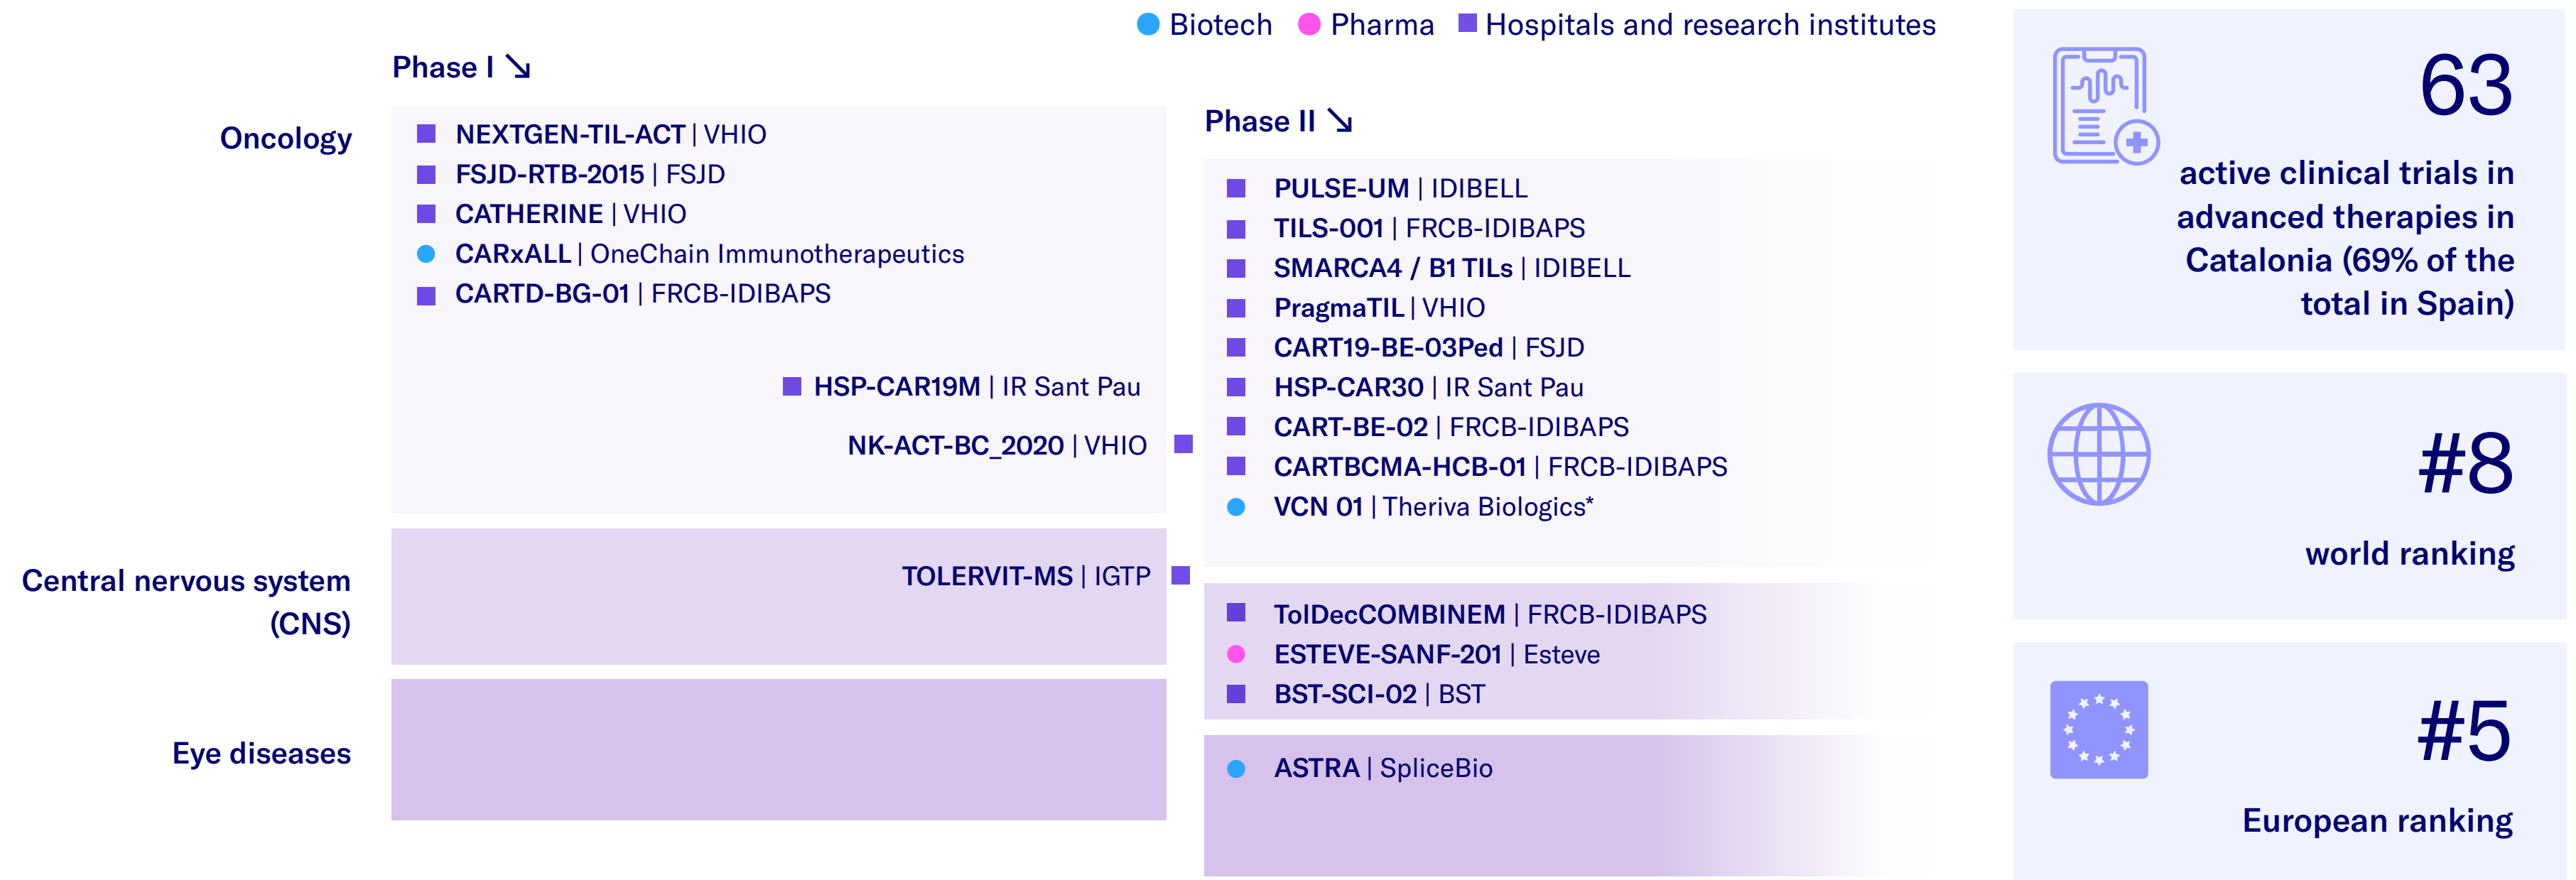 Biotech Pharma Hospitals and research institutes
Phase I ↘
Oncology
NEXTGEN-TIL-ACT | VHIO
FSJD-RTB-2015 | FSJD
CATHERINE | VHIO
CARxALL | OneChain Immunotherapeutics
CARTD-BG-01 | FRCB-IDIBAPS
HSP-CAR19M | IR Sant Pau
NK-ACT-BC_2020 | VHIO
Phase II ↘
PULSE-UM | IDIBELL
TILS-001 | FRCB-IDIBAPS
SMARCA4 / B1 TILs | IDIBELL
PragmaTIL | VHIO
CART19-BE-03Ped | FSJD
HSP-CAR30 | IR Sant Pau
CART-BE-02 | FRCB-IDIBAPS
CARTBCMA-HCB-01 | FRCB-IDIBAPS
VCN 01 | Theriva Biologics*
Central nervous system
(CNS)
TOLERVIT-MS | IGTP
TolDecCOMBINEM | FRCB-IDIBAPS
ESTEVE-SANF-201 | Esteve
BST-SCI-02 | BST
Eye diseases
ASTRA | SpliceBio
63
active clinical trials in
advanced therapies in
Catalonia (69% of the
total in Spain)
#8
world ranking
#5
European ranking